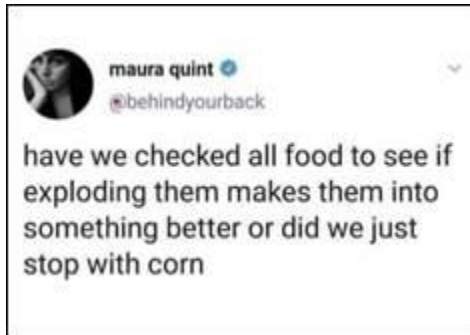 maura quint
@behindyourback
have we checked all food to see if
exploding them makes them into
something better or did we just
stop with corn